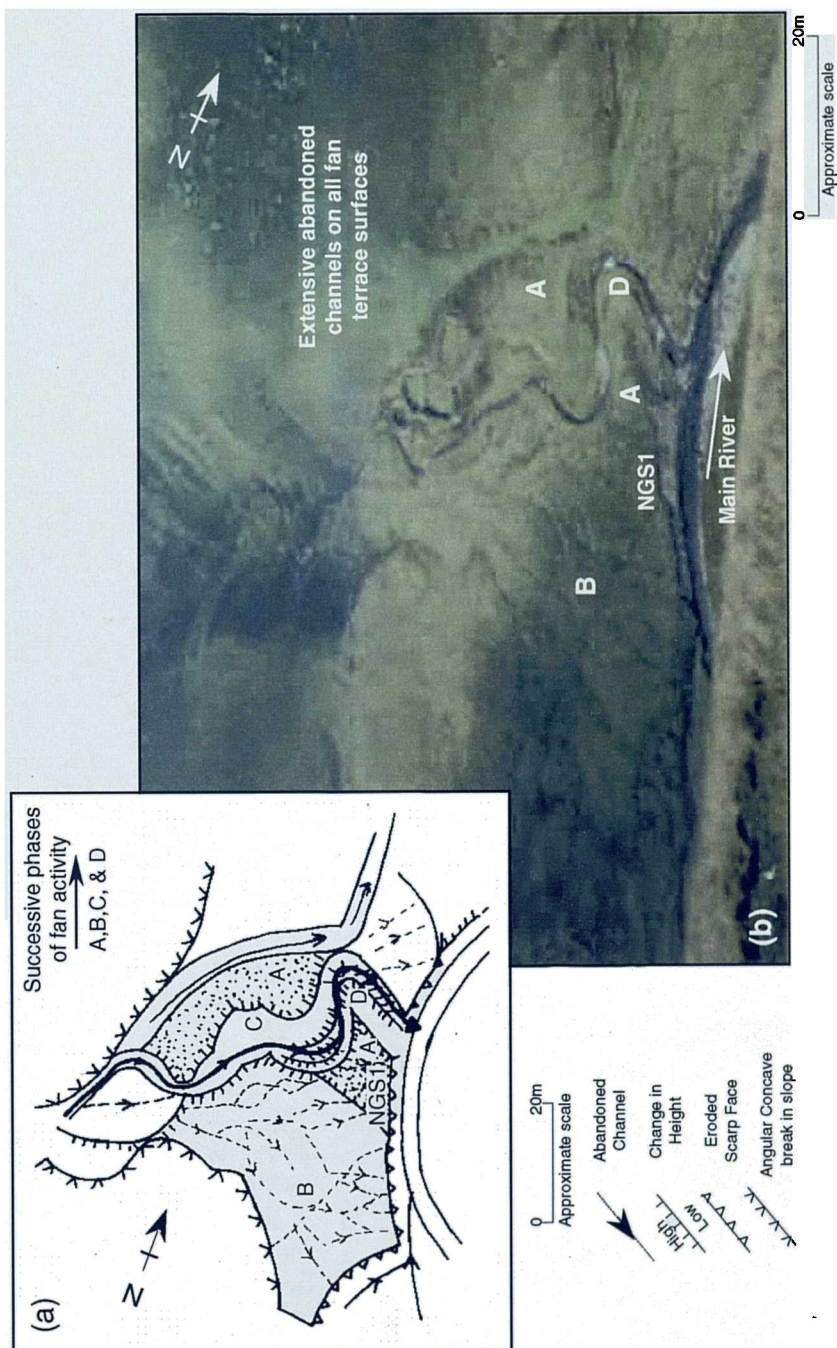 (a)
Successive phases
of fan activity
A,B,C, & D
N
A
B
C
D
A
NGS1
20m
0
Approximate scale
Abandoned
Channel
Change in
Height
High
Low
Eroded
Scarp Face
Angular Concave
break in slope
(b)
N
Extensive abandoned
channels on all fan
terrace surfaces
A
D
A
NGS1
B
Main River
20m
0
Approximate scale